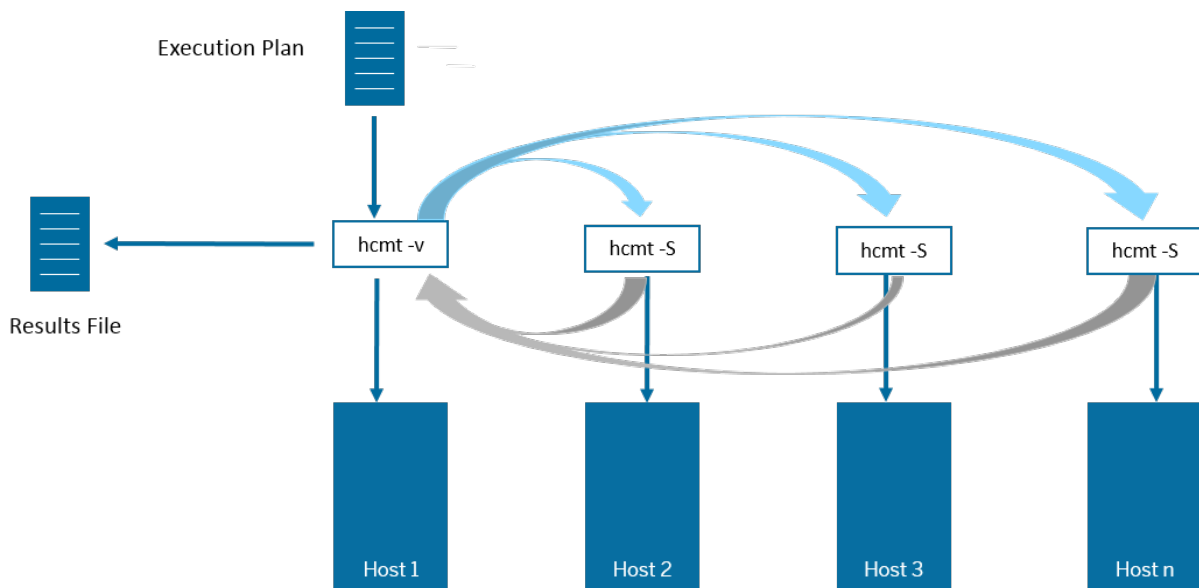 Execution Plan
hcmt -v
hcmt -S
hcmt -S
hcmt -S
Results File
Host 1
Host 2
Host 3
Host n